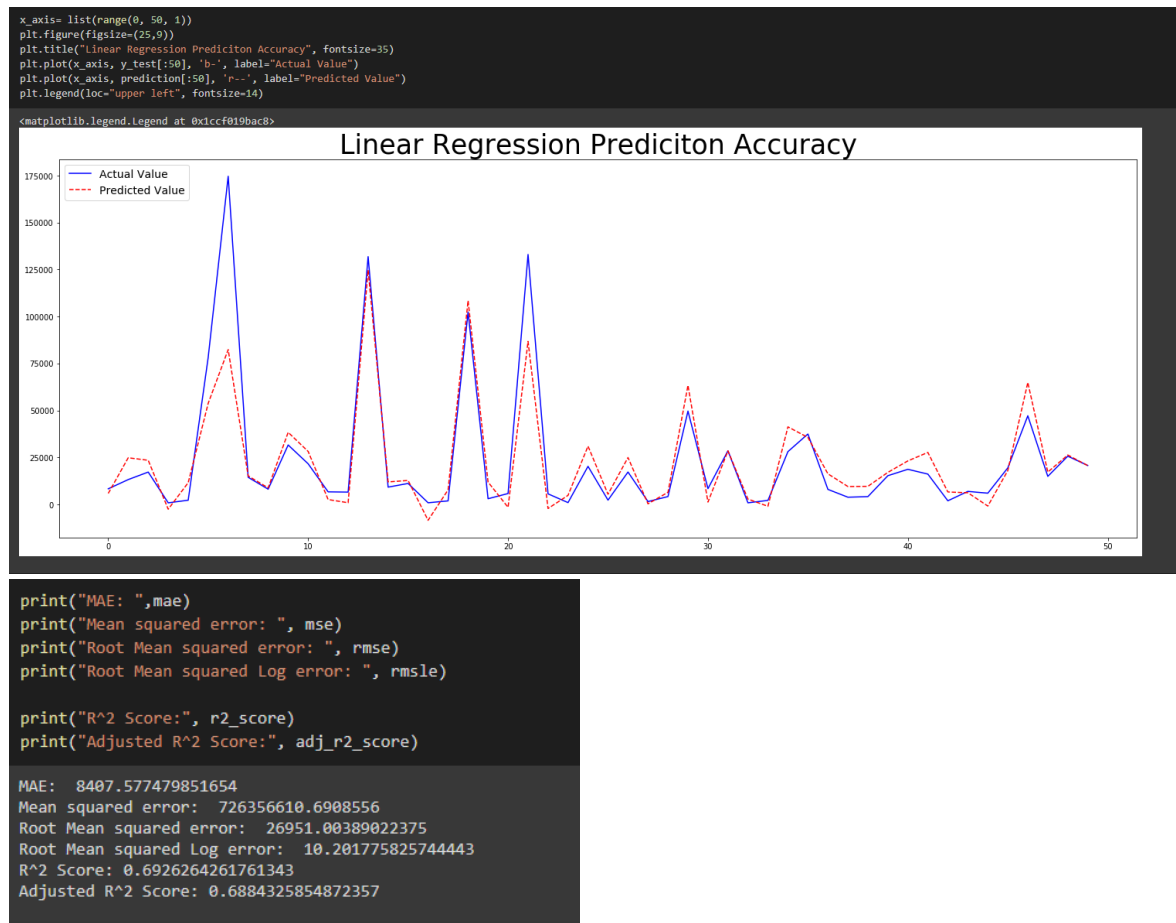 x_axis= list(range(0, 50, 1))
plt.figure(figsize=(25,9))
plt.title("Linear Regression Prediciton Accuracy", fontsize=35)
plt.plot(x_axis, y_test[:50], 'b-', label="Actual Value")
plt.plot(x_axis, prediction[:50], 'r--', label="Predicted Value")
plt.legend(loc="upper left", fontsize=14)
<matplotlib.legend.Legend at 0x1ccf019bac8>
Linear Regression Prediciton Accuracy
Actual Value
Predicted Value
175000
150000
125000
100000
75000
50000
25000
0
0 10 20 30 40 50
print("MAE: ",mae)
print("Mean squared error: ", mse)
print("Root Mean squared error: ", rmse)
print("Root Mean squared Log error: ", rmsle)
print("R^2 Score:", r2_score)
print("Adjusted R^2 Score:", adj_r2_score)
MAE:  8407.577479851654
Mean squared error:  726356610.6908556
Root Mean squared error:  26951.00389022375
Root Mean squared Log error:  10.201775825744443
R^2 Score: 0.6926264261761343
Adjusted R^2 Score: 0.6884325854872357